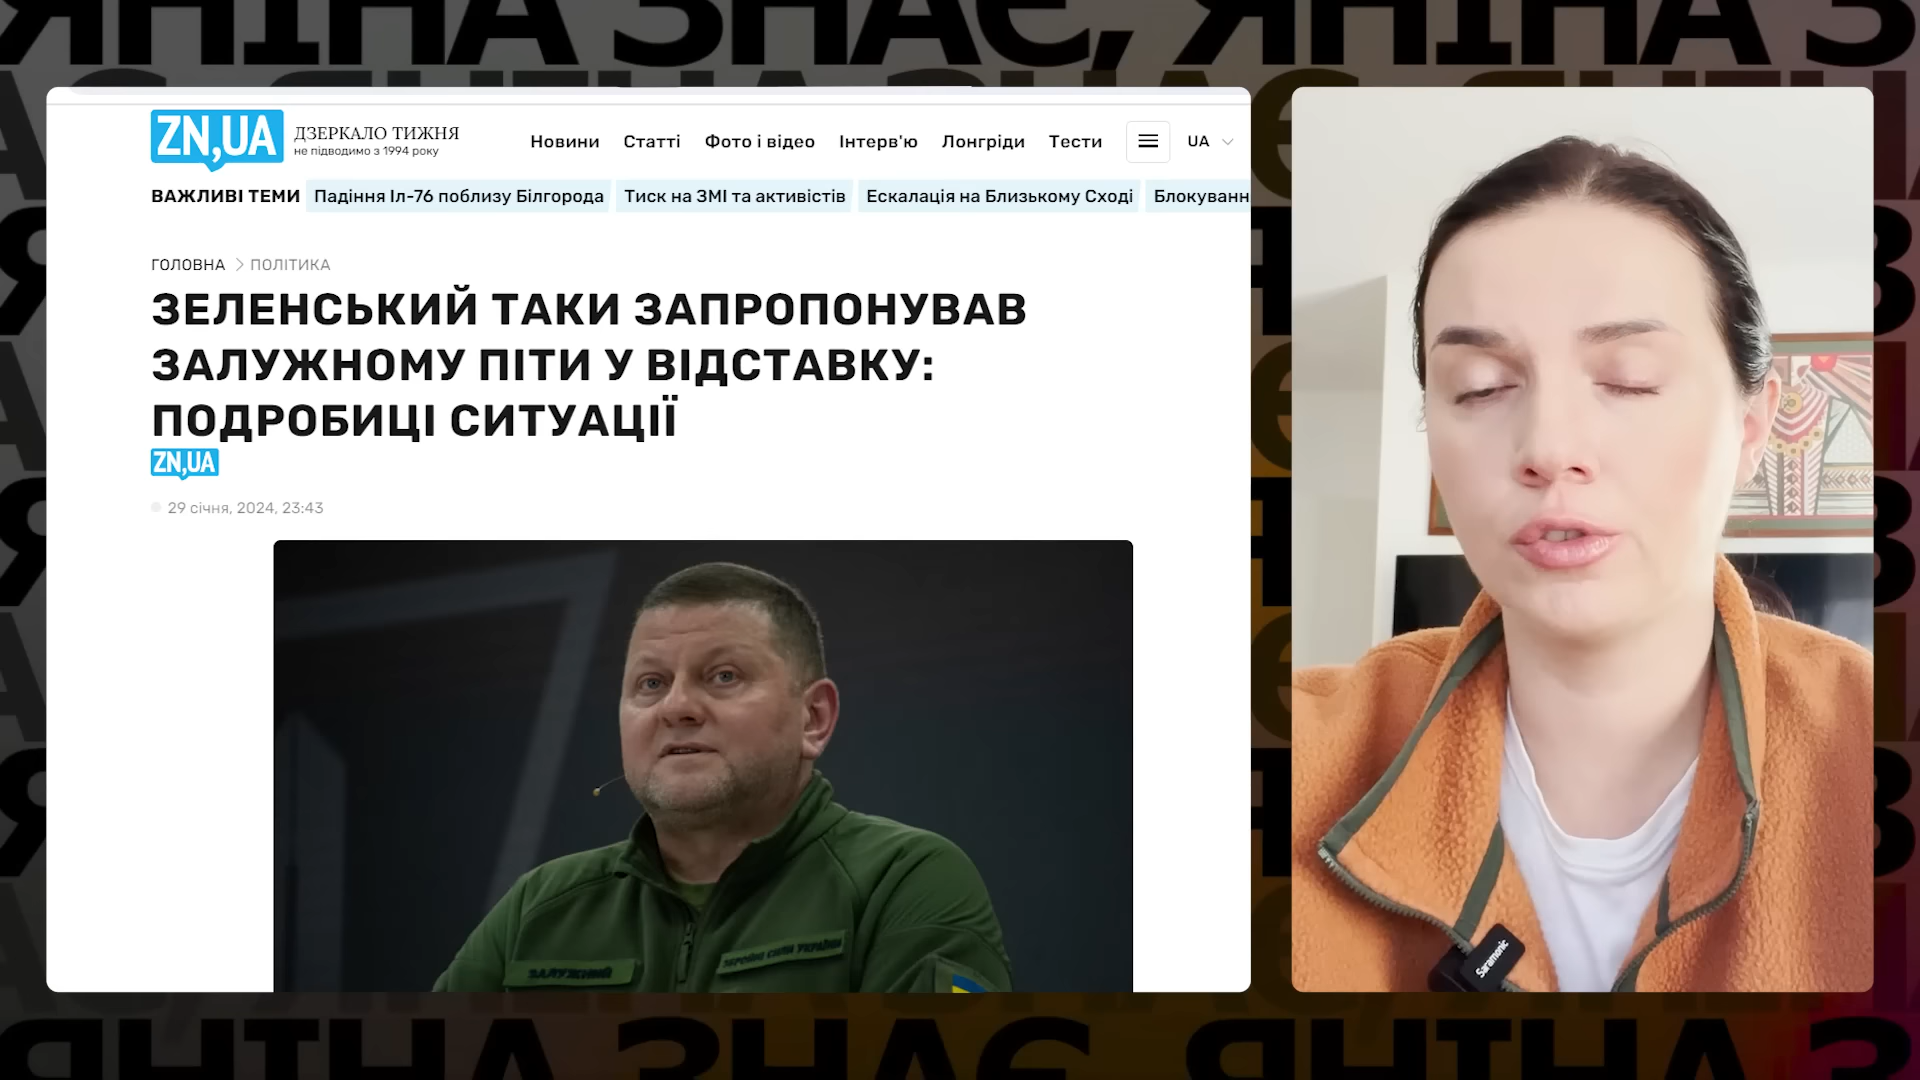 ЯНІНА ЗНАЄ, ЯНІНА З
ZN,UA ДЗЕРКАЛО ТИЖНЯ
не підводимо з 1994 року
Новини Статті Фото і відео Інтерв'ю Лонгріди Тести UA
ВАЖЛИВІ ТЕМИ Падіння Іл-76 поблизу Білгорода Тиск на ЗМІ та активістів Ескалація на Близькому Сході Блокуванн
ГОЛОВНА > ПОЛІТИКА
ЗЕЛЕНСЬКИЙ ТАКИ ЗАПРОПОНУВАВ
ЗАЛУЖНОМУ ПІТИ У ВІДСТАВКУ:
ПОДРОБИЦІ СИТУАЦІЇ
ZN,UA
29 січня, 2024, 23:43
ЗАЛУЖНИЙ
ЗБРОЙНІ СИЛИ УКРАЇНИ
Saramonic
ЯНІНА ЗНАЄ, ЯНІНА З